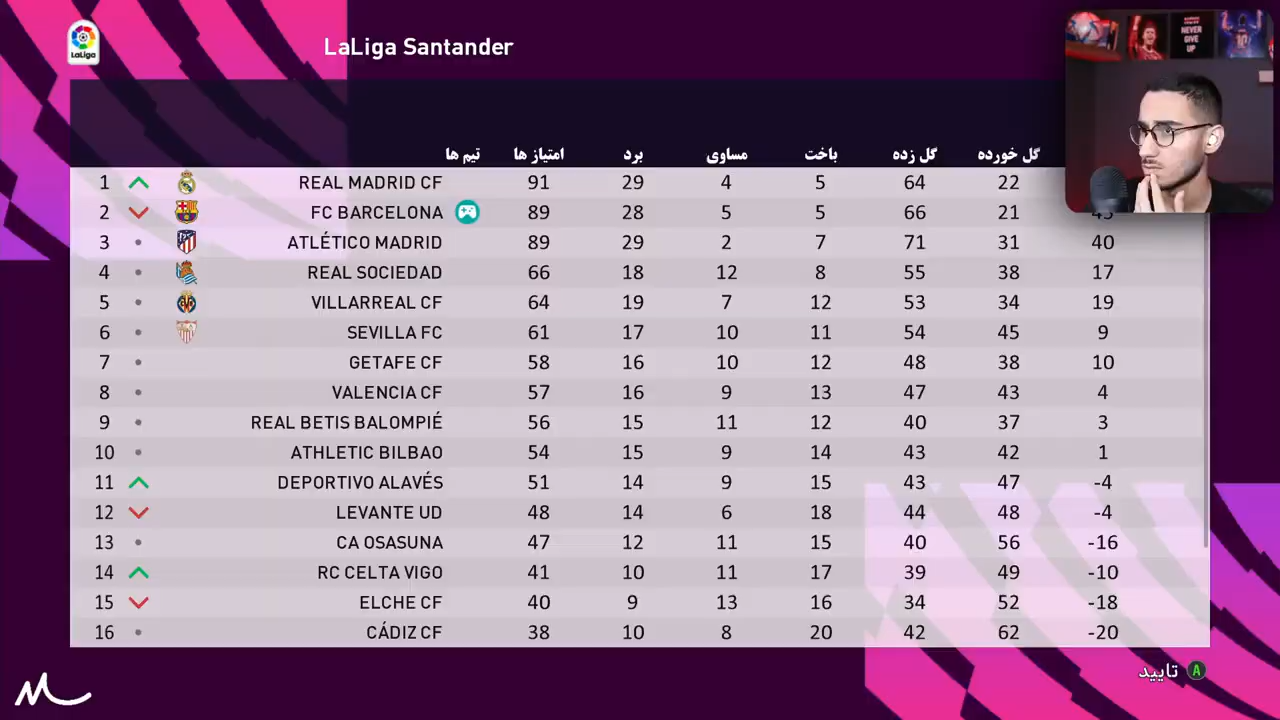 LaLiga
LaLiga Santander
NEVER
GIVE
UP
10
تیم ها امتیاز ها برد مساوی باخت گل زده گل خورده
1 REAL MADRID CF 91 29 4 5 64 22
2 FC BARCELONA 89 28 5 5 66 21 45
3 ATLÉTICO MADRID 89 29 2 7 71 31 40
4 REAL SOCIEDAD 66 18 12 8 55 38 17
5 VILLARREAL CF 64 19 7 12 53 34 19
6 SEVILLA FC 61 17 10 11 54 45 9
7 GETAFE CF 58 16 10 12 48 38 10
8 VALENCIA CF 57 16 9 13 47 43 4
9 REAL BETIS BALOMPIÉ 56 15 11 12 40 37 3
10 ATHLETIC BILBAO 54 15 9 14 43 42 1
11 DEPORTIVO ALAVÉS 51 14 9 15 43 47 -4
12 LEVANTE UD 48 14 6 18 44 48 -4
13 CA OSASUNA 47 12 11 15 40 56 -16
14 RC CELTA VIGO 41 10 11 17 39 49 -10
15 ELCHE CF 40 9 13 16 34 52 -18
16 CÁDIZ CF 38 10 8 20 42 62 -20
تایید A